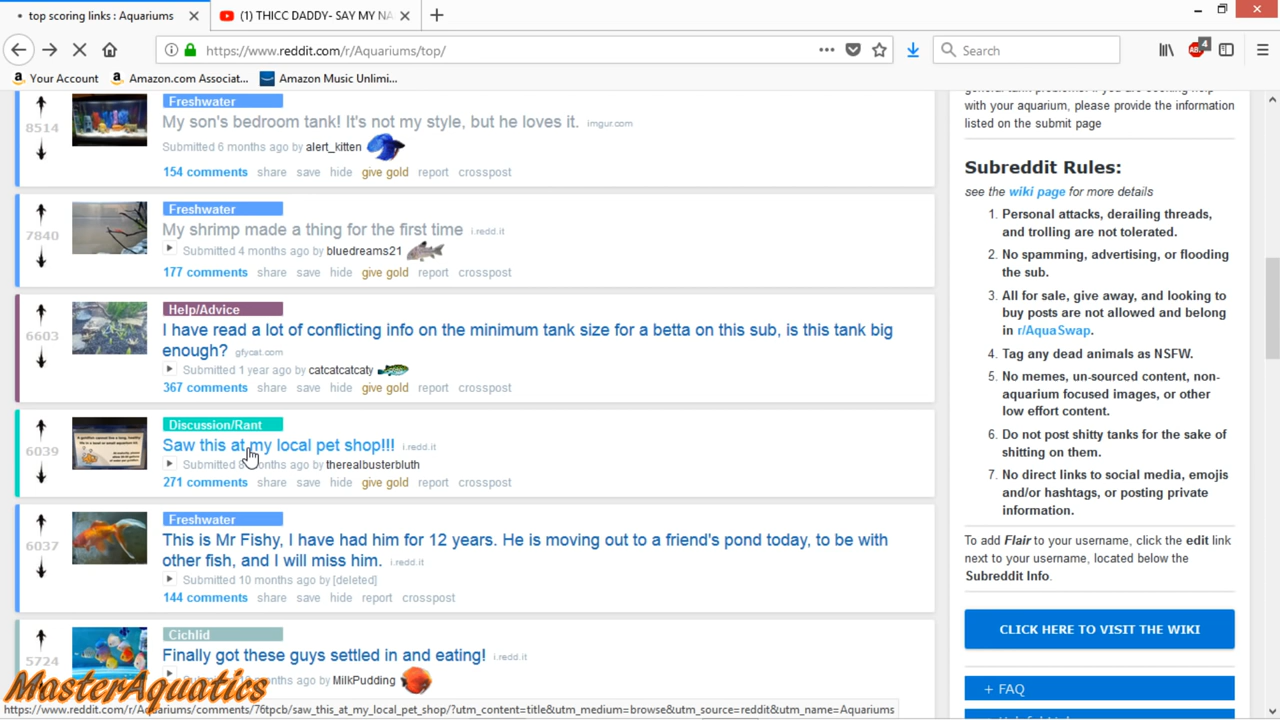 top scoring links : Aquariums
(1) THICC DADDY- SAY MY NA
https://www.reddit.com/r/Aquariums/top/
Search
4
Your Account
Amazon.com Associat...
Amazon Music Unlimi...
8514
Freshwater
My son's bedroom tank! It's not my style, but he loves it. imgur.com
Submitted 6 months ago by alert_kitten
154 comments share save hide give gold report crosspost
7840
Freshwater
My shrimp made a thing for the first time i.redd.it
Submitted 4 months ago by bluedreams21
177 comments share save hide give gold report crosspost
6603
Help/Advice
I have read a lot of conflicting info on the minimum tank size for a betta on this sub, is this tank big
enough? gfycat.com
Submitted 1 year ago by catcatcatcaty
367 comments share save hide give gold report crosspost
6039
Discussion/Rant
Saw this at my local pet shop!!! i.redd.it
Submitted 8 months ago by therealbusterbluth
271 comments share save hide give gold report crosspost
6037
Freshwater
This is Mr Fishy, I have had him for 12 years. He is moving out to a friend's pond today, to be with
other fish, and I will miss him. i.redd.it
Submitted 10 months ago by [deleted]
144 comments share save hide report crosspost
5724
Cichlid
Finally got these guys settled in and eating! i.redd.it
months ago by MilkPudding
MasterAquatics
https://www.reddit.com/r/Aquariums/comments/76tpcb/saw_this_at_my_local_pet_shop/?utm_content=title&utm_medium=browse&utm_source=reddit&utm_name=Aquariums
with your aquarium, please provide the information
listed on the submit page
Subreddit Rules:
see the wiki page for more details
1. Personal attacks, derailing threads,
and trolling are not tolerated.
2. No spamming, advertising, or flooding
the sub.
3. All for sale, give away, and looking to
buy posts are not allowed and belong
in r/AquaSwap.
4. Tag any dead animals as NSFW.
5. No memes, un-sourced content, non-
aquarium focused images, or other
low effort content.
6. Do not post shitty tanks for the sake of
shitting on them.
7. No direct links to social media, emojis
and/or hashtags, or posting private
information.
To add Flair to your username, click the edit link
next to your username, located below the
Subreddit Info.
CLICK HERE TO VISIT THE WIKI
+ FAQ